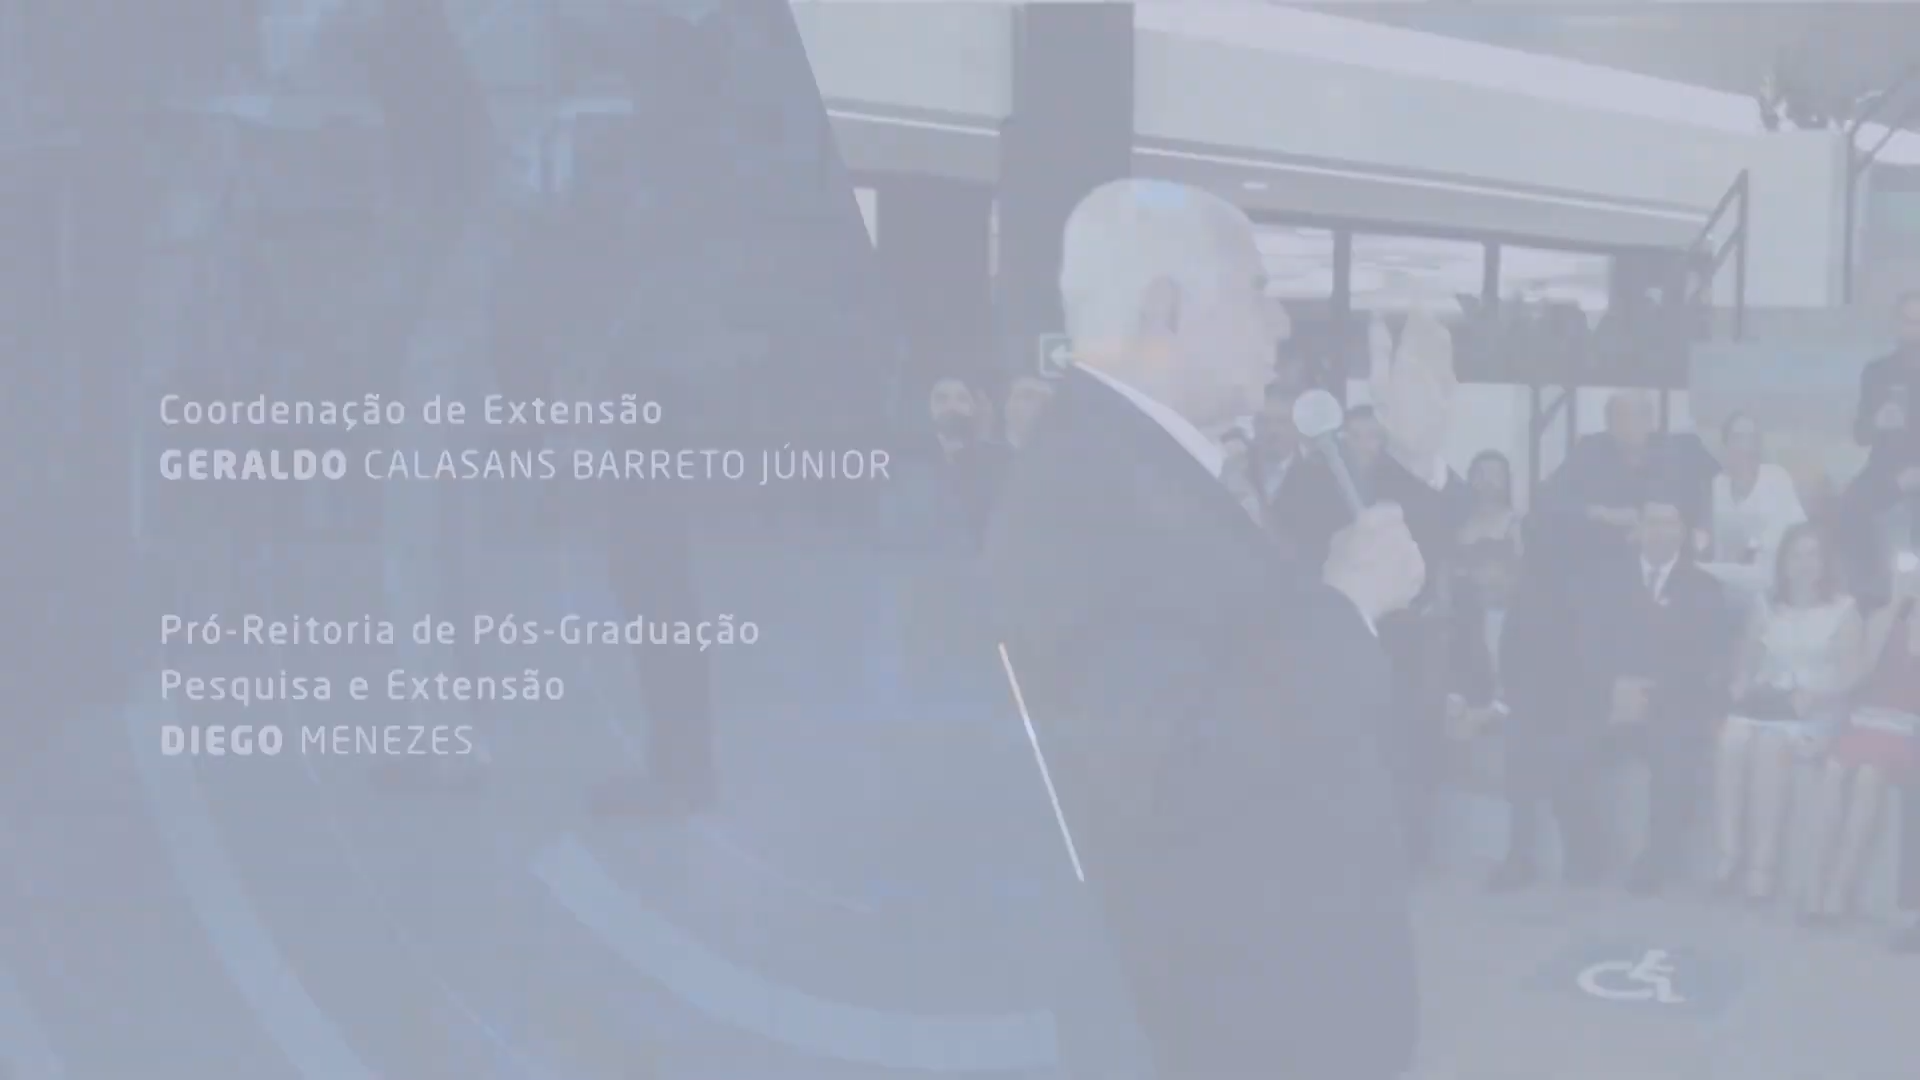 Coordenação de Extensão
GERALDO CALASANS BARRETO JÚNIOR
Pró-Reitoria de Pós-Graduação
Pesquisa e Extensão
DIEGO MENEZES